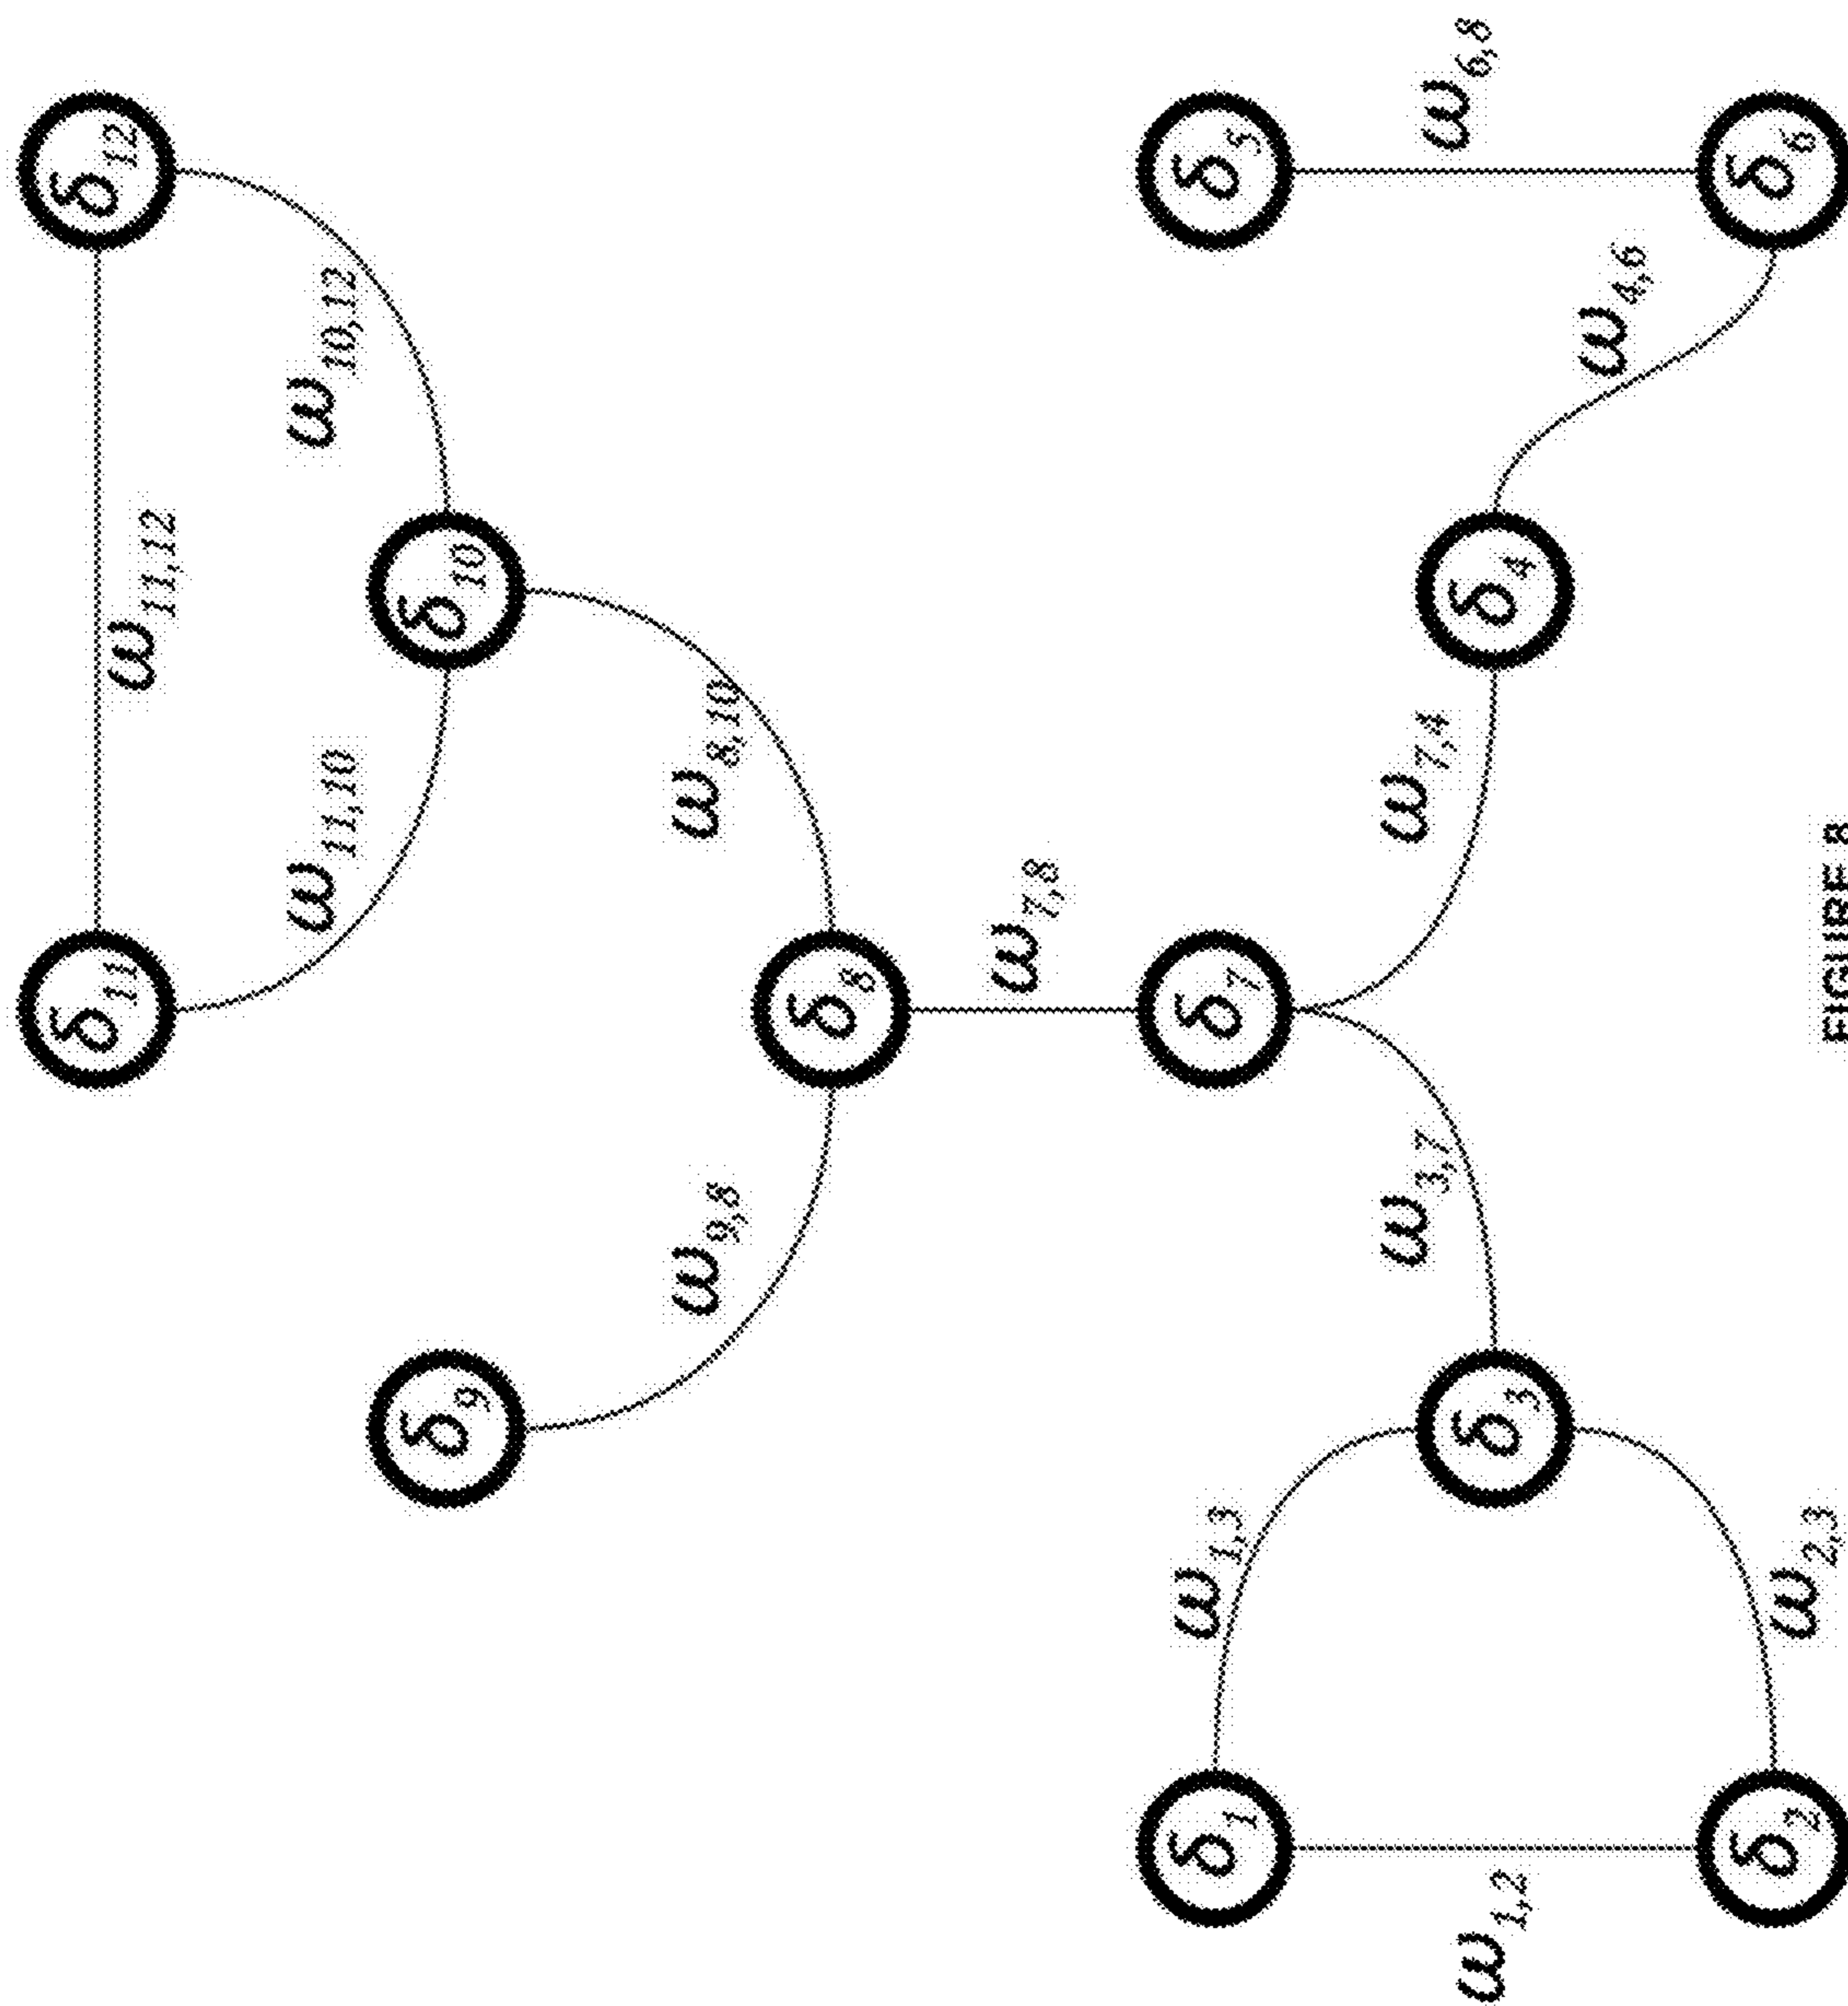 δ11
δ12
ω11,12
ω11,10
ω10,12
δ9
δ10
ω9,8
ω8,10
δ8
ω7,8
δ1
ω1,3
δ7
δ5
ω3,7
ω7,4
ω6,8
ω1,2
δ3
δ4
ω4,6
δ2
ω2,3
δ6
FIGURE 8